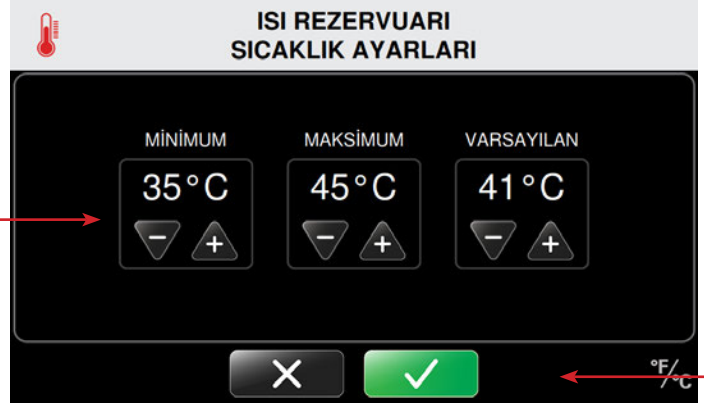 ISI REZERVUARI
SICAKLIK AYARLARI
MİNİMUM MAKSİMUM VARSAYILAN
35°C 45°C 41°C
- + - + - +
°F/°C